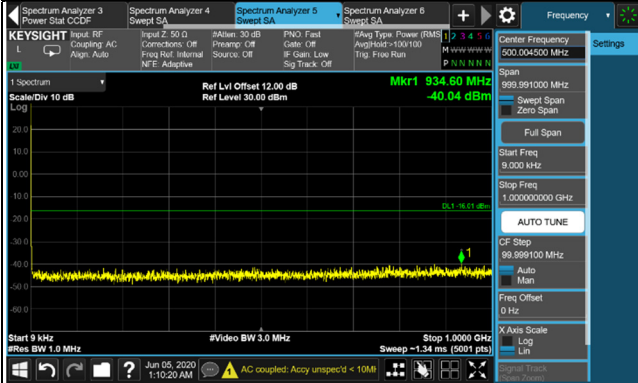 Spectrum Analyzer 3
Power Stat CCDF
Spectrum Analyzer 4
Swept SA
Spectrum Analyzer 5
Swept SA
Spectrum Analyzer 6
Swept SA
+
Frequency
KEYSIGHT
L
LXI
Input: RF
Coupling: AC
Align: Auto
Input Z: 50 Ω
Corrections: Off
Freq Ref: Internal
NFE: Adaptive
#Atten: 30 dB
Preamp: Off
Source: Off
PNO: Fast
Gate: Off
IF Gain: Low
Sig Track: Off
#Avg Type: Power (RMS
Avg|Hold:>100/100
Trig: Free Run
1 2 3 4 5 6
M W W W W W
P N N N N N
Center Frequency
500.004500 MHz
Settings
1 Spectrum
Scale/Div 10 dB
Log
Ref Lvl Offset 12.00 dB
Ref Level 30.00 dBm
Mkr1 934.60 MHz
-40.04 dBm
Span
999.991000 MHz
Swept Span
Zero Span
Full Span
Start Freq
9.000 kHz
Stop Freq
1.000000000 GHz
AUTO TUNE
CF Step
99.999100 MHz
Auto
Man
Freq Offset
0 Hz
X Axis Scale
Log
Lin
Signal Track
(Span Zoom)
20.0
10.0
0.00
-10.0
-20.0
-30.0
-40.0
-50.0
-60.0
DL1 -16.01 dBm
1
Start 9 kHz
#Res BW 1.0 MHz
#Video BW 3.0 MHz
Stop 1.0000 GHz
Sweep ~1.34 ms (5001 pts)
?
Jun 05, 2020
1:10:20 AM
AC coupled: Accy unspec'd < 10MH